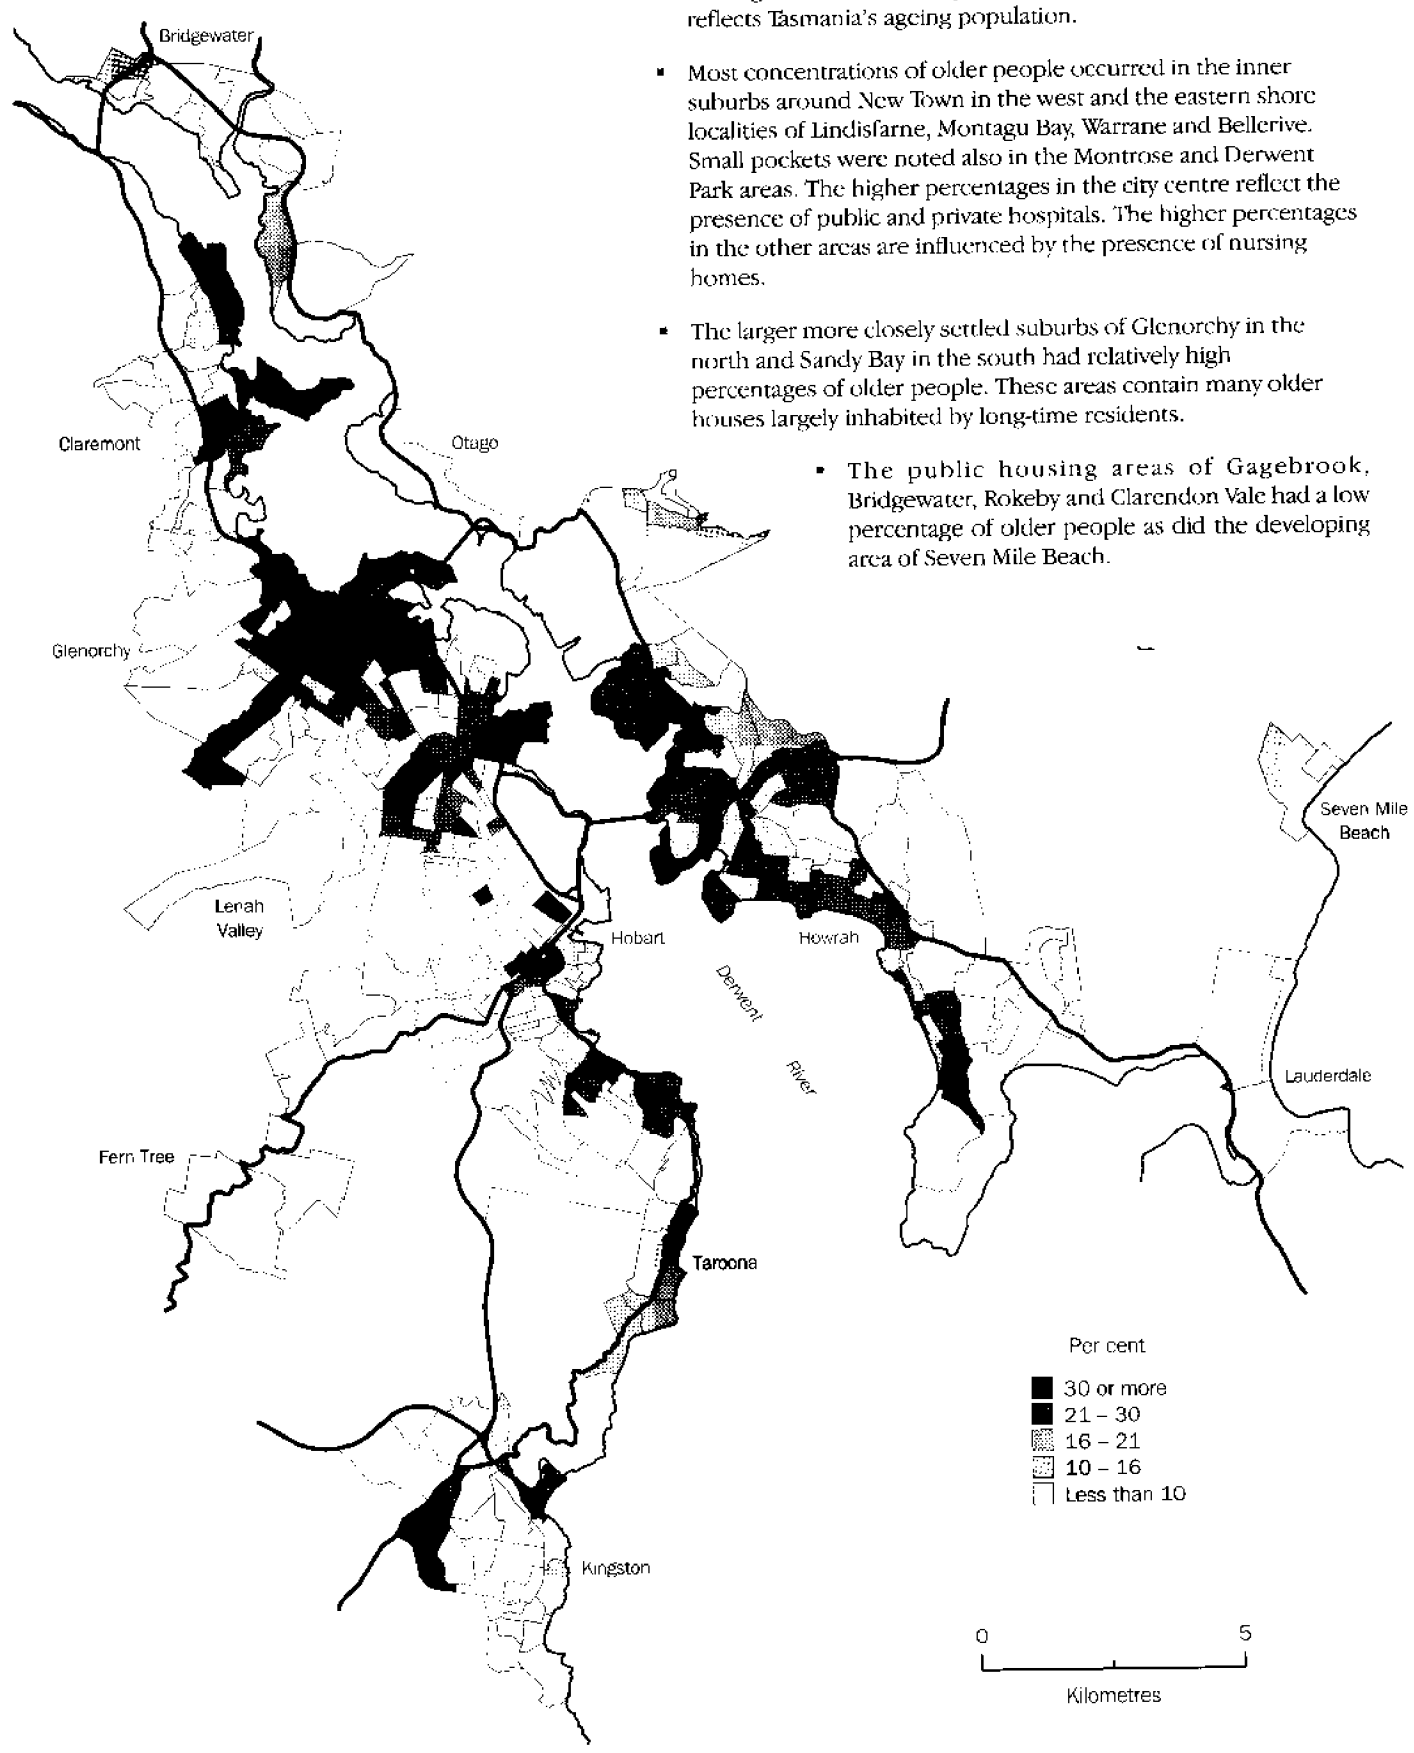 reflects Tasmania's ageing population.
▪ Most concentrations of older people occurred in the inner
suburbs around New Town in the west and the eastern shore
localities of Lindisfarne, Montagu Bay, Warrane and Bellerive.
Small pockets were noted also in the Montrose and Derwent
Park areas. The higher percentages in the city centre reflect the
presence of public and private hospitals. The higher percentages
in the other areas are influenced by the presence of nursing
homes.
▪ The larger more closely settled suburbs of Glenorchy in the
north and Sandy Bay in the south had relatively high
percentages of older people. These areas contain many older
houses largely inhabited by long-time residents.
▪ The public housing areas of Gagebrook,
Bridgewater, Rokeby and Clarendon Vale had a low
percentage of older people as did the developing
area of Seven Mile Beach.
Bridgewater
Claremont
Otago
Glenorchy
Seven Mile
Beach
Lenah
Valley
Hobart
Howrah
Derwent
River
Lauderdale
Fern Tree
Taroona
Kingston
Per cent
30 or more
21 – 30
16 – 21
10 – 16
Less than 10
0 5
Kilometres